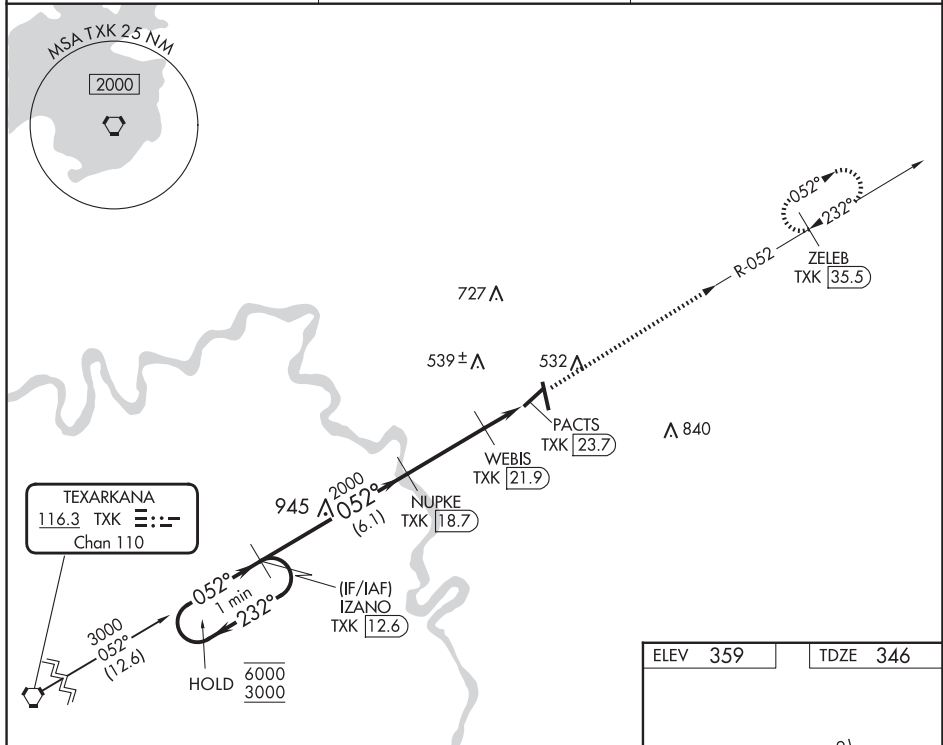 MSA TXK 25 NM
2000
052°
232°
ZELEB
TXK 35.5
R-052
727
539 ±
532
840
PACTS
TXK 23.7
WEBIS
TXK 21.9
NUPKE
TXK 18.7
945
2000
052°
(6.1)
TEXARKANA
116.3 TXK
Chan 110
052°
1 min
232°
(IF/IAF)
IZANO
TXK 12.6
3000
052°
(12.6)
HOLD
6000
3000
ELEV 359
TDZE 346